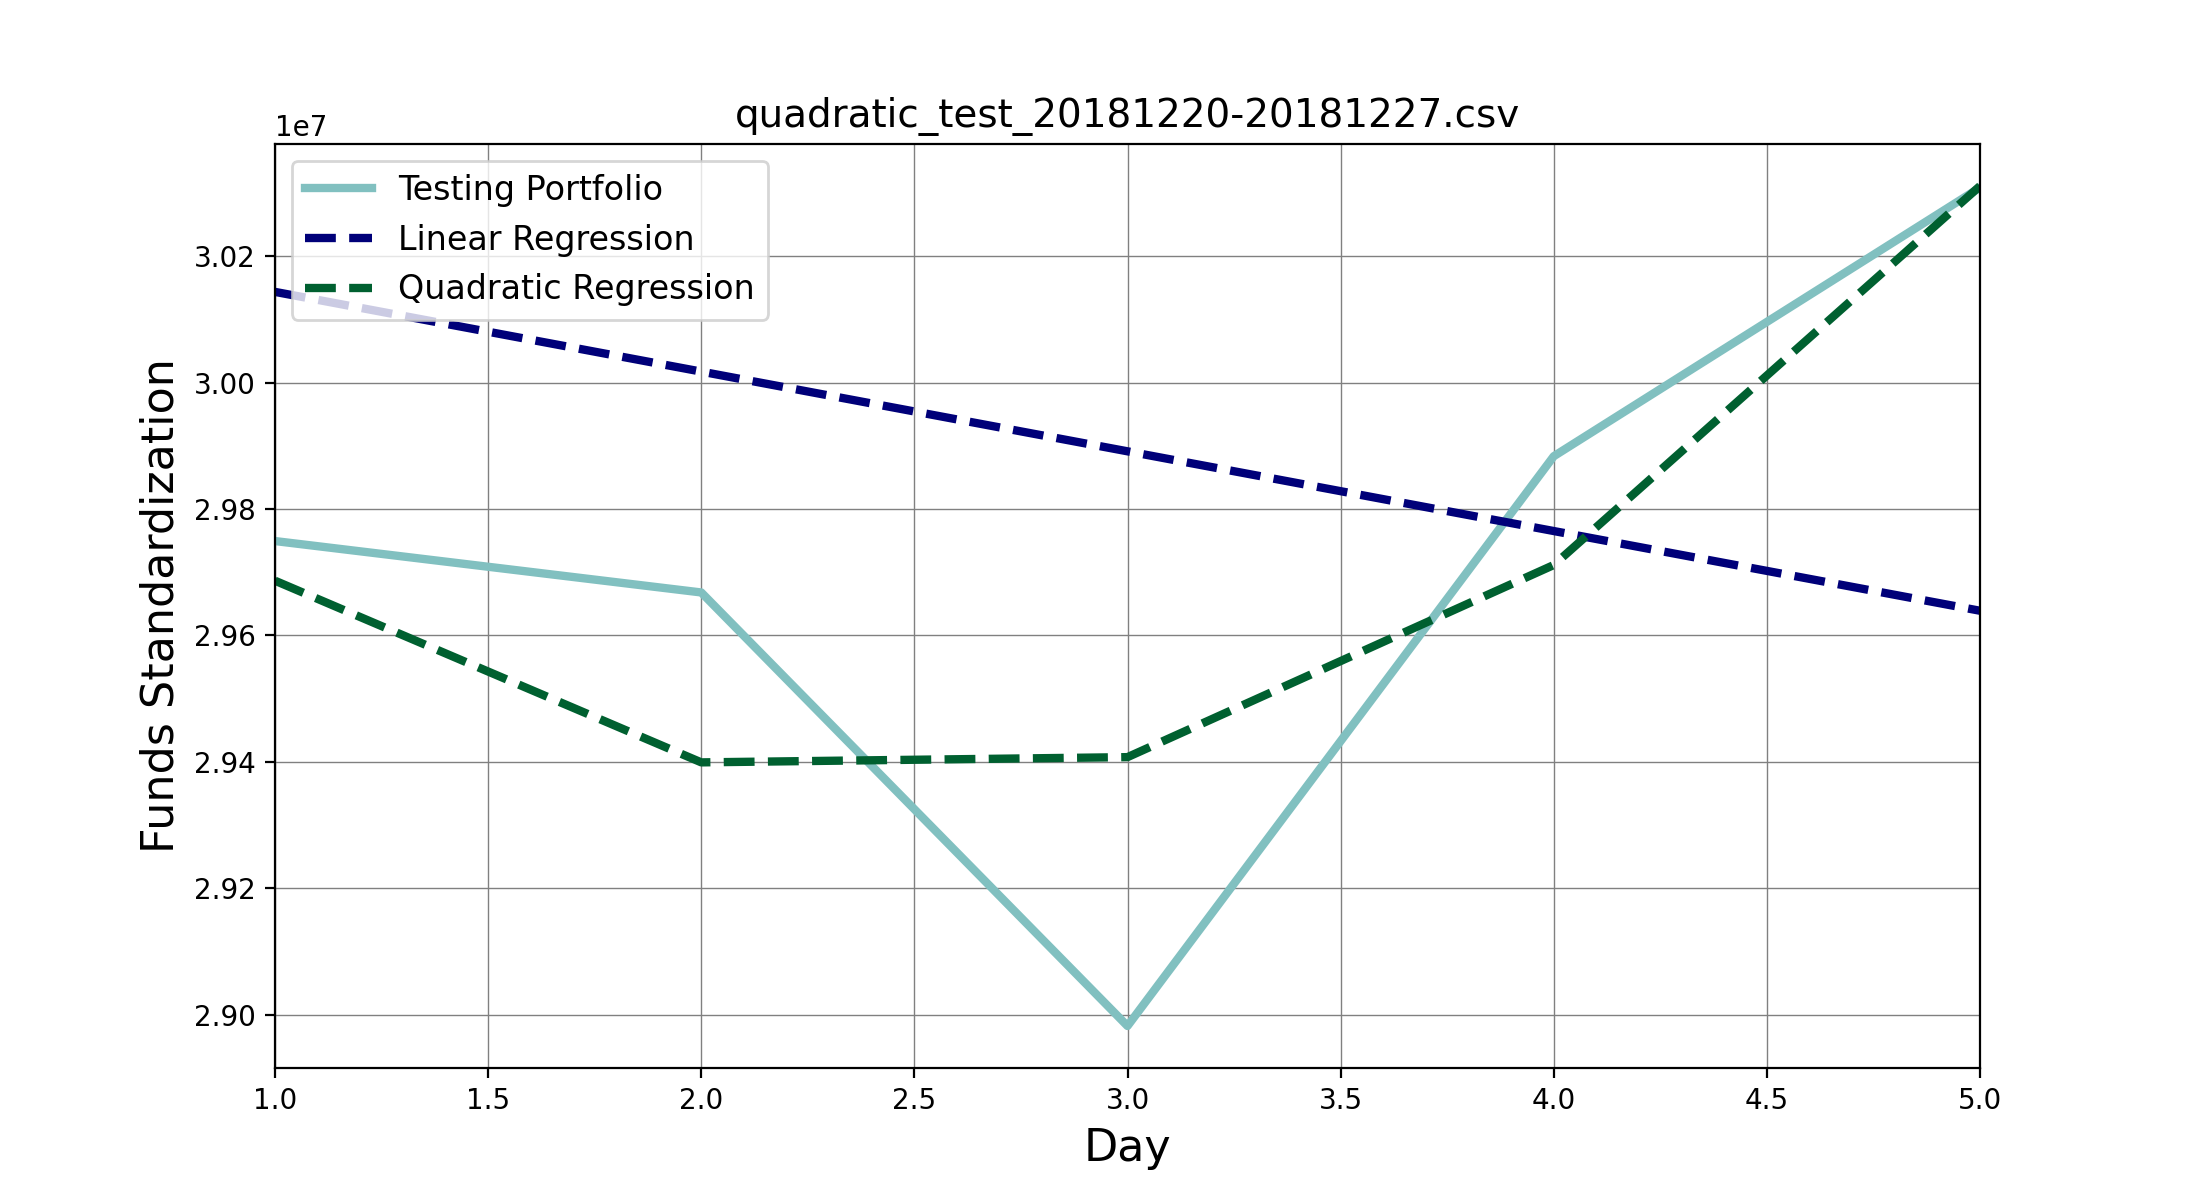 quadratic_test_20181220-20181227.csv
1e7
Testing Portfolio
Linear Regression
Quadratic Regression
Funds Standardization
3.02
3.00
2.98
2.96
2.94
2.92
2.90
1.0 1.5 2.0 2.5 3.0 3.5 4.0 4.5 5.0
Day